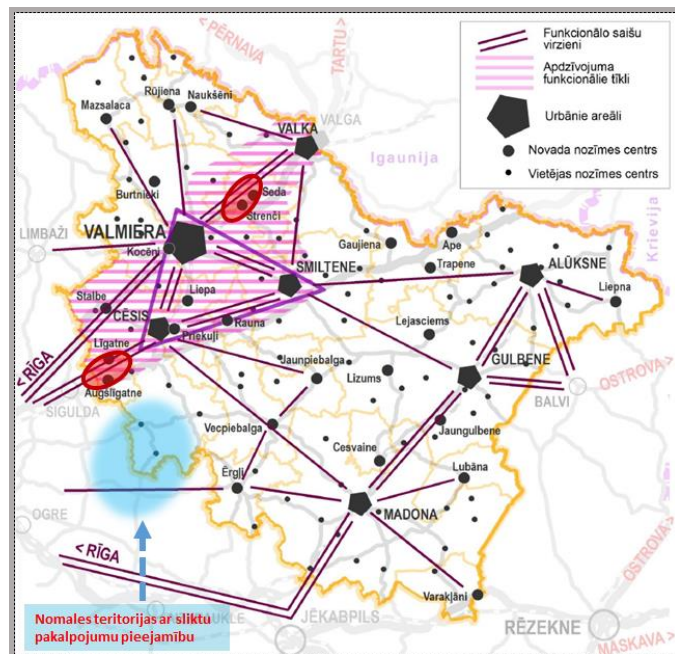 < PĒRNAVA
TARTU >
Funkcionālo saišu
virzieni
Apdzīvojuma
funkcionālie tīkli
Urbānie areāli
Novada nozīmes centrs
Vietējas nozīmes centrs
Rūjiena
Naukšēni
Mazsalaca
VALKA
VALGA
Igaunija
Krievija
Burtnieki
Seda
Strenči
LIMBAŽI
VALMIERA
Kocēni
Gaujiena
Ape
Trapene
ALŪKSNE
SMILTENE
Liepna
Stalbe
Liepa
CĒSIS
Rauna
Priekuļi
Lejasciems
Līgatne
< RĪGA
Augšlīgatne
SIGULDA
Jaunpiebalga
Lizums
GULBENE
OSTROVA >
BALVI
Vecpiebalga
Jaungulbene
Cesvaine
Ērgļi
Lubāna
OGRE
MADONA
OSTROVA >
< RĪGA
Varakļāni
Nomales teritorijas ar sliktu
pakalpojumu pieejamību
AUKLE
JĒKABPILS
RĒZEKNE
MASKAVA >